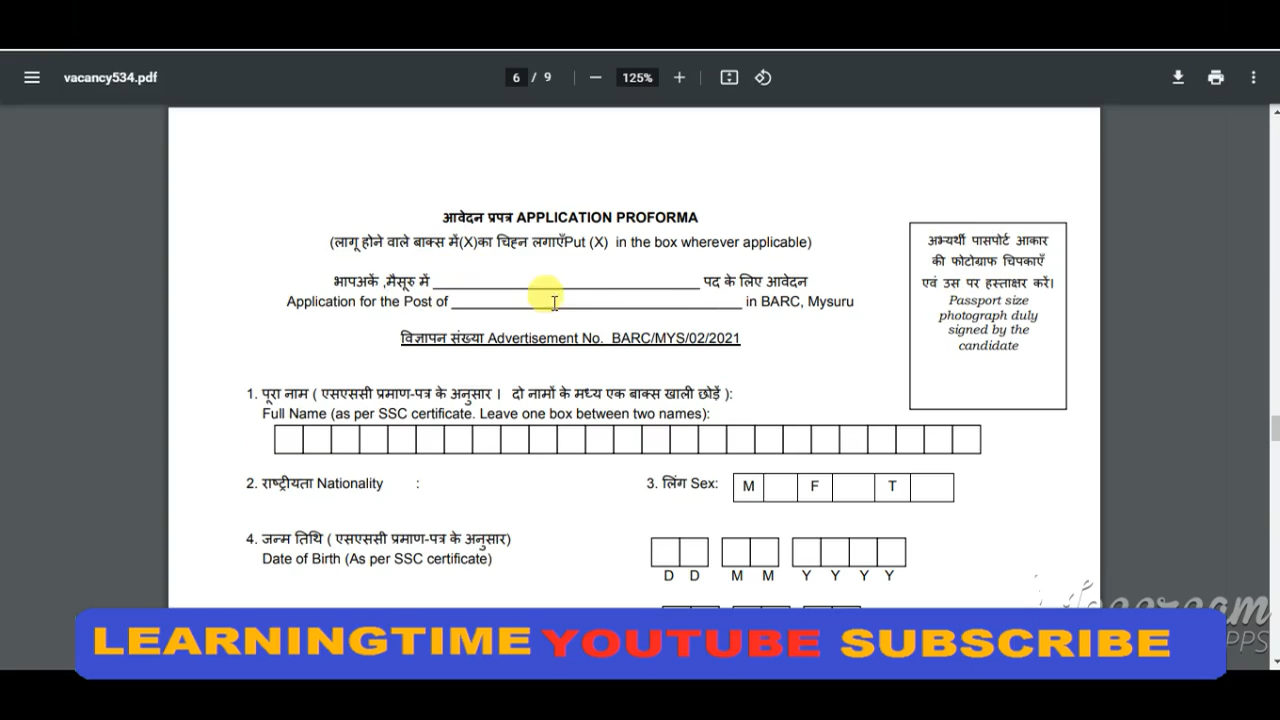 vacancy534.pdf
6 / 9
125%
आवेदन प्रपत्र APPLICATION PROFORMA
(लागू होने वाले बाक्स में(X)का चिह्न लगाएँPut (X) in the box wherever applicable)
भापअकें ,मैसूरु में ____________ पद के लिए आवेदन
Application for the Post of ____________ in BARC, Mysuru
विज्ञापन संख्या Advertisement No. BARC/MYS/02/2021
अभ्यर्थी पासपोर्ट आकार
की फोटोग्राफ चिपकाएँ
एवं उस पर हस्ताक्षर करें।
Passport size
photograph duly
signed by the
candidate
1. पूरा नाम ( एसएससी प्रमाण-पत्र के अनुसार । दो नामों के मध्य एक बाक्स खाली छोड़ें ):
Full Name (as per SSC certificate. Leave one box between two names):
2. राष्ट्रीयता Nationality :
3. लिंग Sex: M F T
4. जन्म तिथि ( एसएससी प्रमाण-पत्र के अनुसार)
Date of Birth (As per SSC certificate)
D D M M Y Y Y Y
LEARNINGTIME YOUTUBE SUBSCRIBE